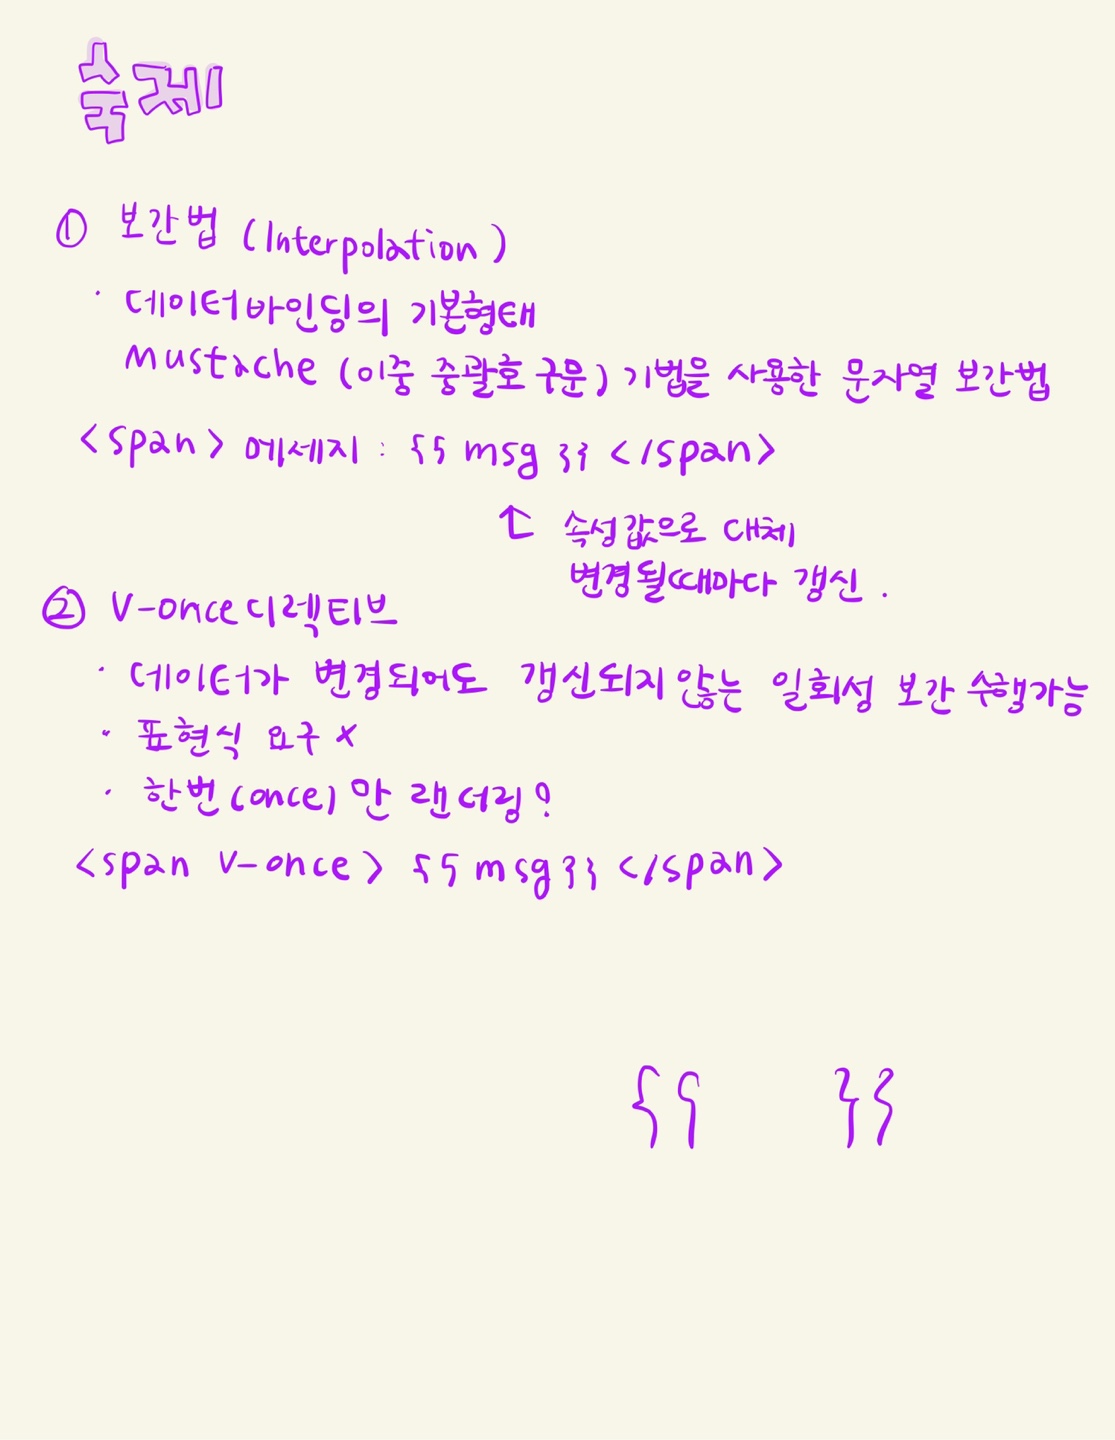 숙제
① 보간법 (Interpolation)
· 데이터바인딩의 기본형태
Mustache (이중 중괄호 구문) 기법을 사용한 문자열 보간법
<span> 메세지 : {{ msg }} </span>
↑ 속성값으로 대체
변경될때마다 갱신 .
② v-once 디렉티브
· 데이터가 변경되어도 갱신되지 않는 일회성 보간 수행가능
· 표현식 요구 x
· 한번(once)만 랜더링?
<span v-once> {{ msg }} </span>
{{ }}